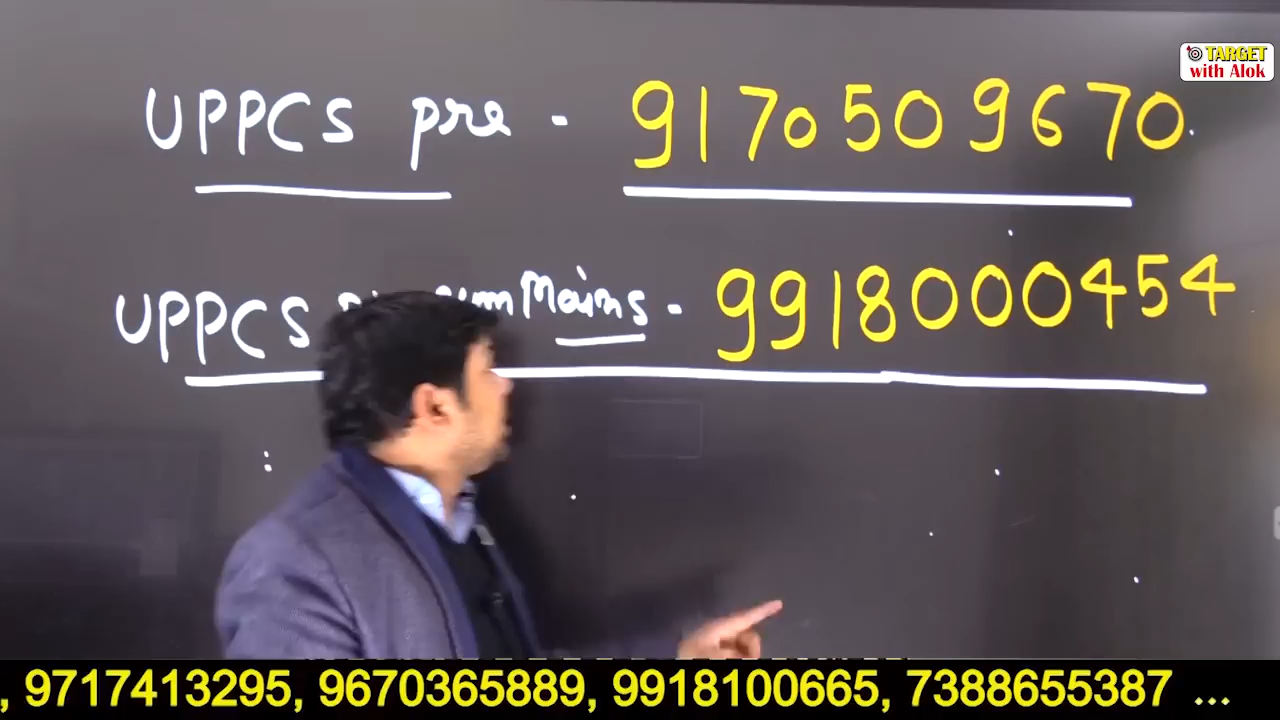 TARGET
with Alok
UPPCS pre - 9170509670
UPPCS Mains - 9918000454
, 9717413295, 9670365889, 9918100665, 7388655387 ...